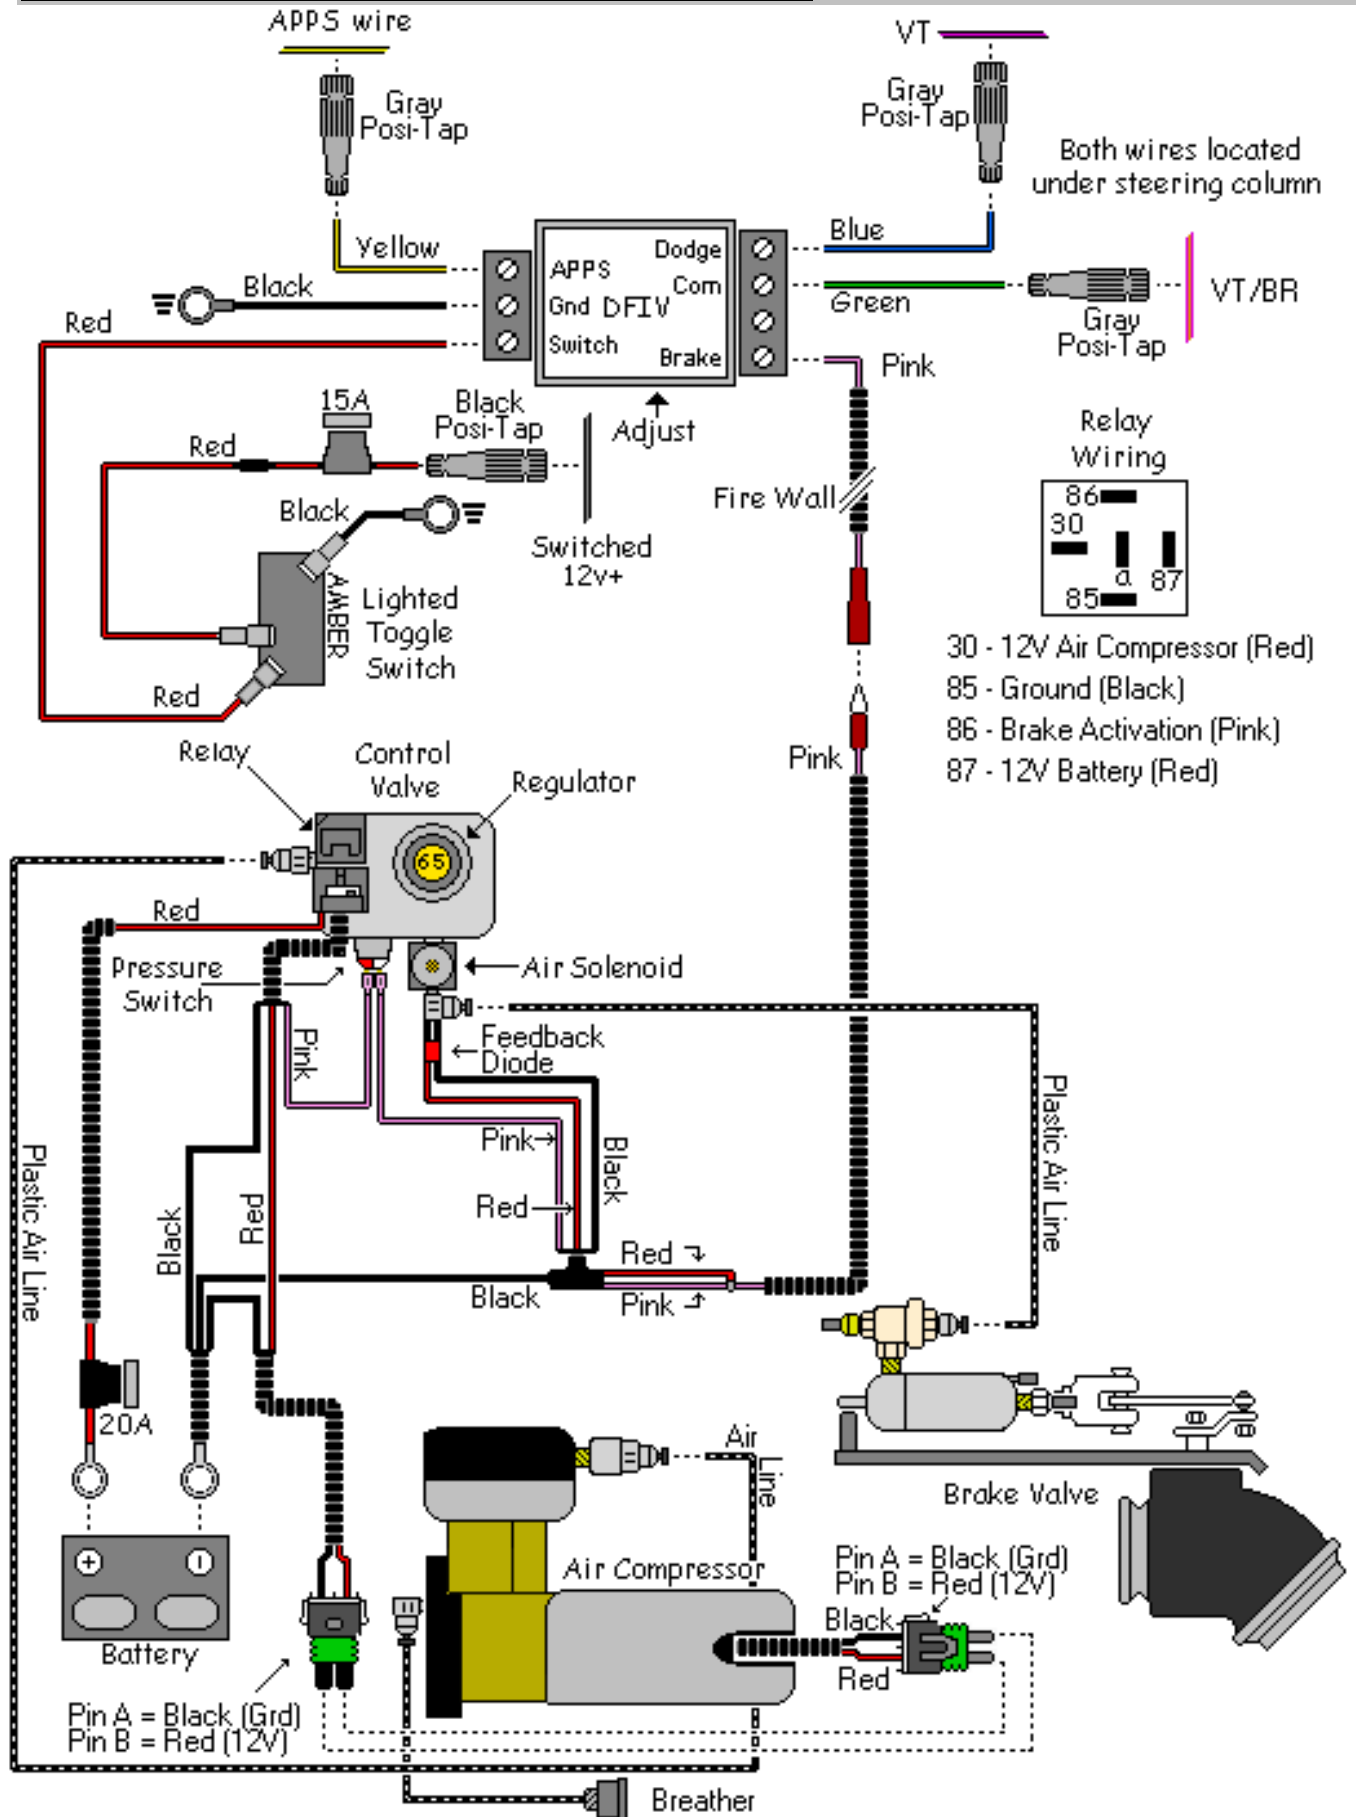 APPS wire
VT
Gray
Posi-Tap
Gray
Posi-Tap
Both wires located
under steering column
Yellow
Blue
Black
Red
APPS
Gnd
DFIV
Switch
Dodge
Com
Brake
Green
VT/BR
Gray
Posi-Tap
Pink
15A
Black
Posi-Tap
Adjust
Red
Black
Fire Wall
Switched
12v+
AMBER
Lighted
Toggle
Switch
Red
Relay
Wiring
86
30
a
87
85
30 - 12V Air Compressor (Red)
85 - Ground (Black)
86 - Brake Activation (Pink)
87 - 12V Battery (Red)
Relay
Control
Valve
Regulator
Pink
65
Red
Pressure
Switch
Air Solenoid
Feedback
Diode
Pink
Plastic Air Line
Pink
Black
Red
Plastic Air Line
Black
Red
Red
Black
Pink
20A
Air
Line
Brake Valve
Battery
Air Compressor
Pin A = Black (Grd)
Pin B = Red (12V)
Black
Red
Pin A = Black (Grd)
Pin B = Red (12V)
Breather
+
-